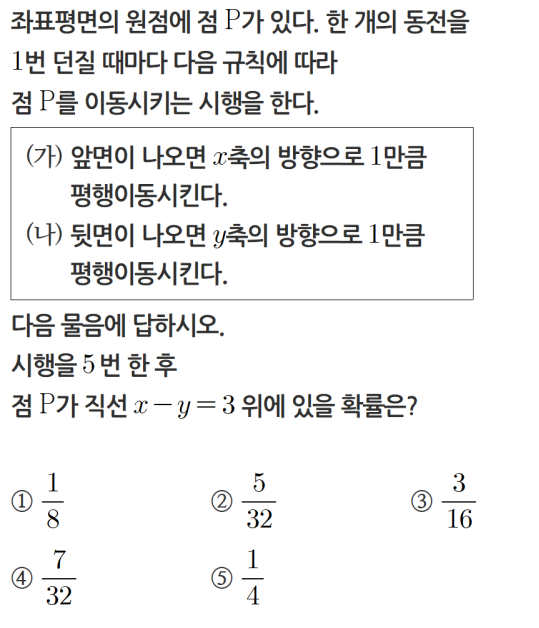 좌표평면의 원점에 점 P가 있다. 한 개의 동전을
1번 던질 때마다 다음 규칙에 따라
점 P를 이동시키는 시행을 한다.
(가) 앞면이 나오면 x축의 방향으로 1만큼
평행이동시킨다.
(나) 뒷면이 나오면 y축의 방향으로 1만큼
평행이동시킨다.
다음 물음에 답하시오.
시행을 5번 한 후
점 P가 직선 x-y=3 위에 있을 확률은?
① 1/8 ② 5/32 ③ 3/16
④ 7/32 ⑤ 1/4